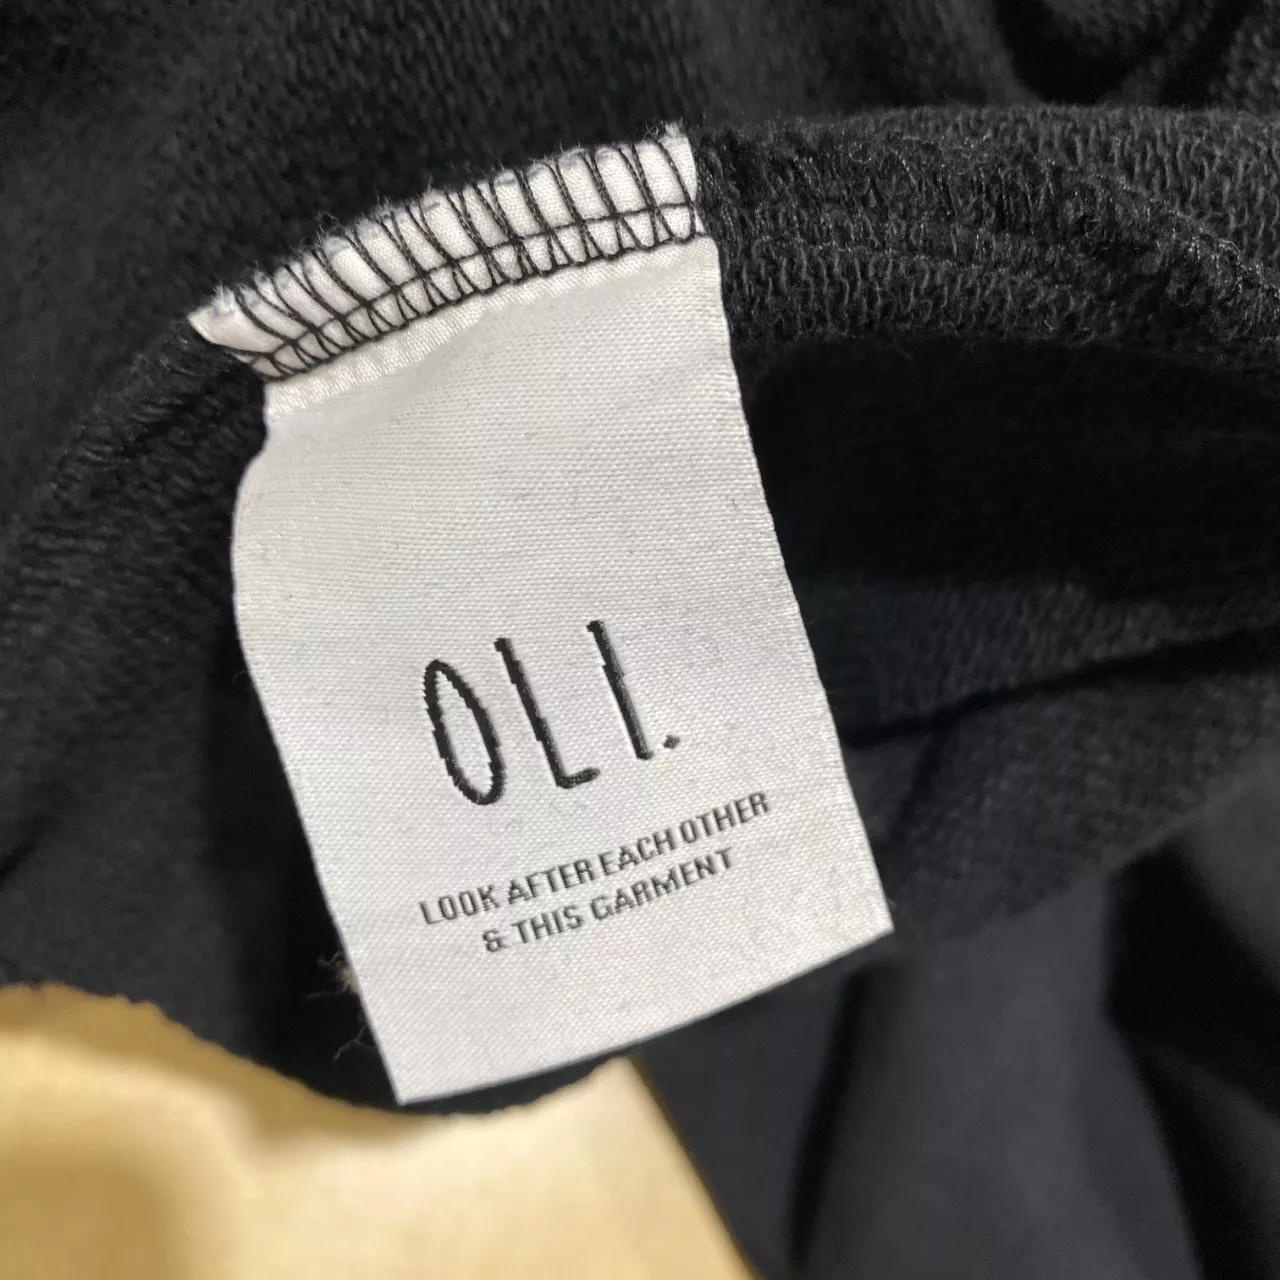 OLI.
LOOK AFTER EACH OTHER
& THIS GARMENT